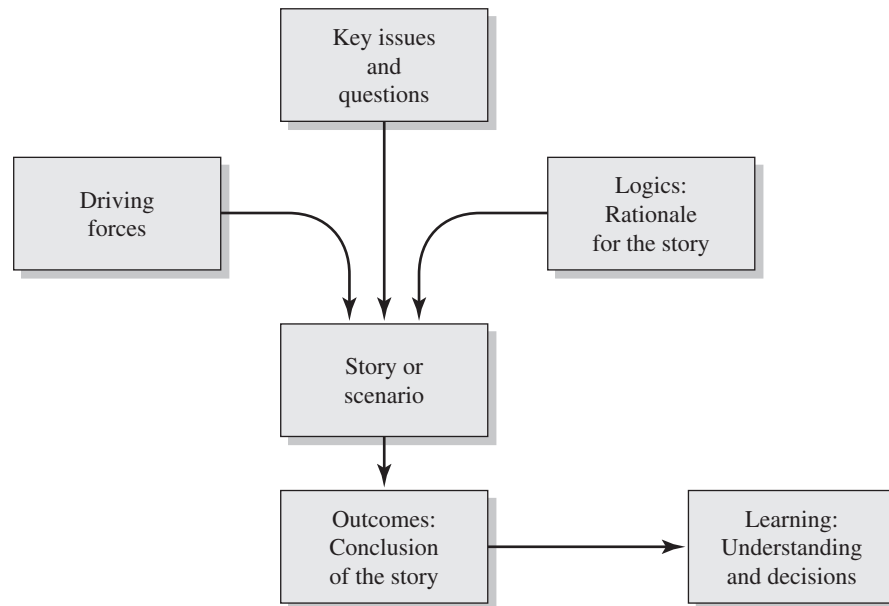 Key issues
and
questions
Driving
forces
Logics:
Rationale
for the story
Story or
scenario
Outcomes:
Conclusion
of the story
Learning:
Understanding
and decisions